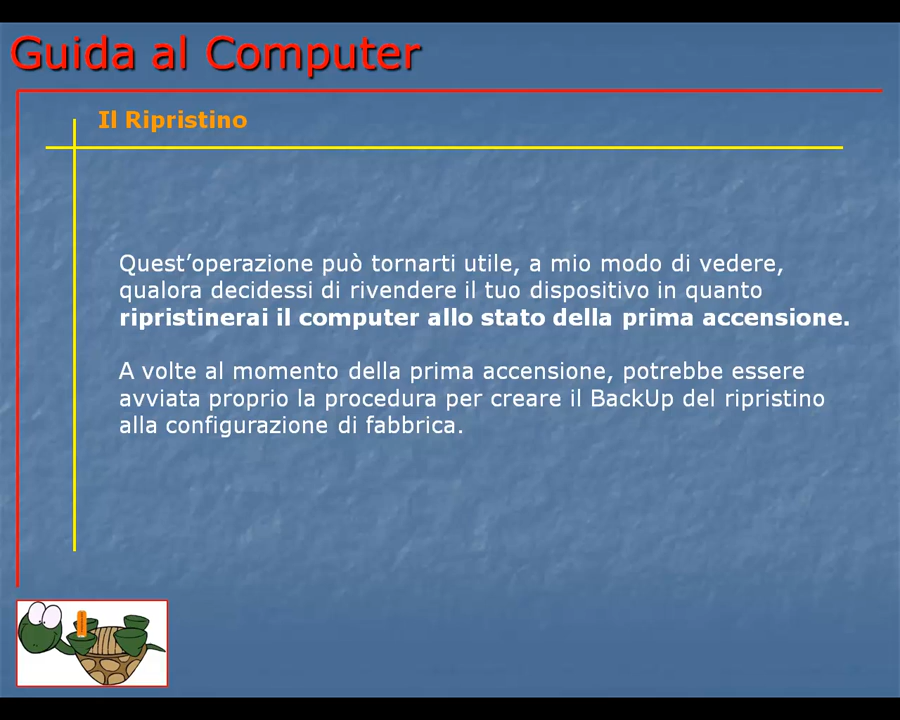 Guida al Computer
Il Ripristino
Quest’operazione può tornarti utile, a mio modo di vedere,
qualora decidessi di rivendere il tuo dispositivo in quanto
ripristinerai il computer allo stato della prima accensione.
A volte al momento della prima accensione, potrebbe essere
avviata proprio la procedura per creare il BackUp del ripristino
alla configurazione di fabbrica.